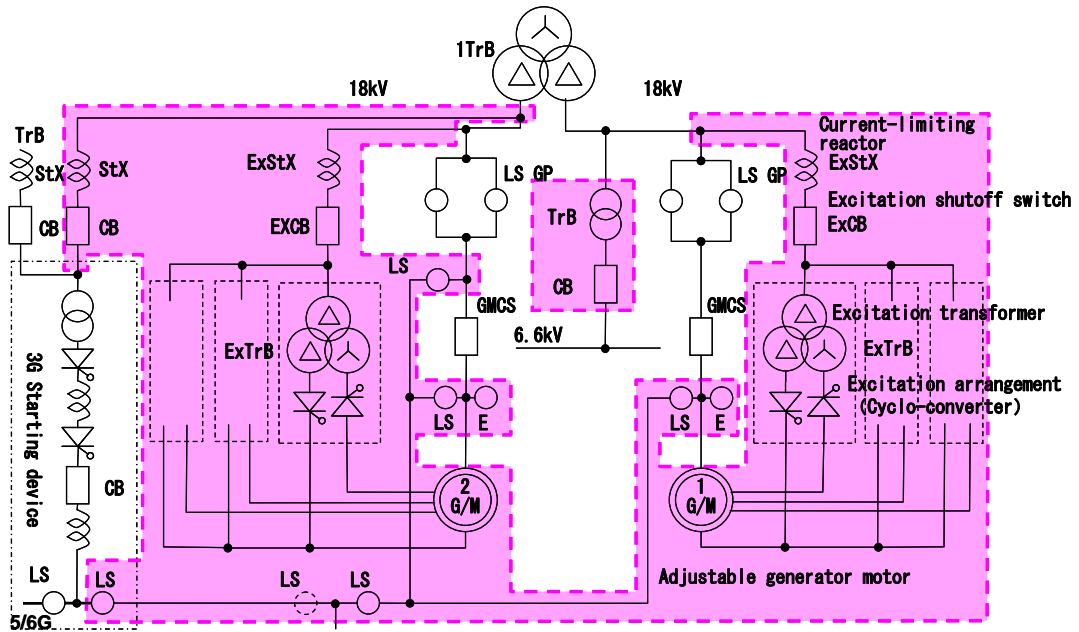 1TrB
18kV
18kV
TrB
StX
StX
ExStX
LS GP
LS GP
Current-limiting
reactor
ExStX
Excitation shutoff switch
ExCB
CB
CB
EXCB
TrB
LS
CB
GMCS
GMCS
6.6kV
Excitation transformer
3G Starting device
ExTrB
ExTrB
Excitation arrangement
(Cyclo-converter)
LS
E
LS
E
CB
2
G/M
1
G/M
LS
LS
LS
LS
Adjustable generator motor
5/6G